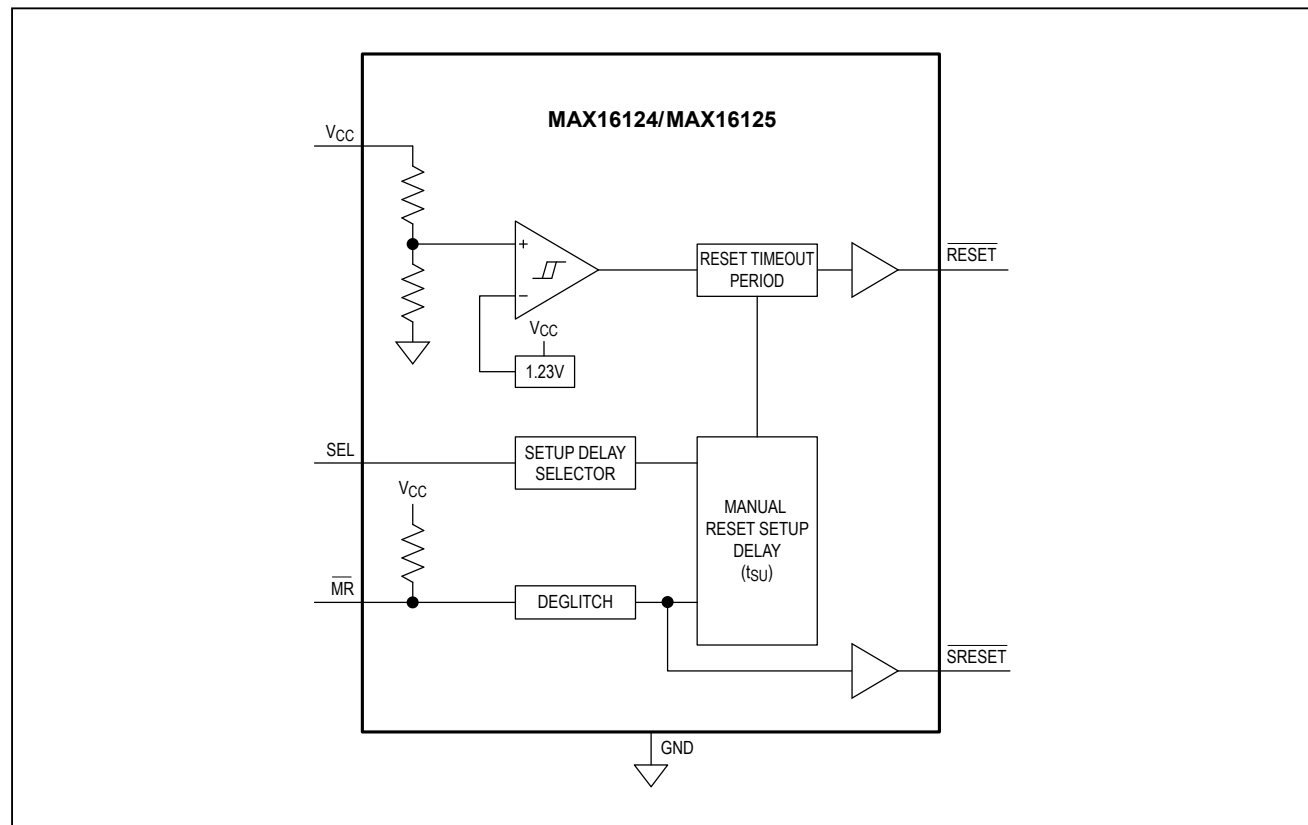 MAX16124/MAX16125
VCC
+
−
RESET TIMEOUT
PERIOD
RESET
VCC
1.23V
SEL
SETUP DELAY
SELECTOR
VCC
MANUAL
RESET SETUP
DELAY
(tSU)
MR
DEGLITCH
SRESET
GND